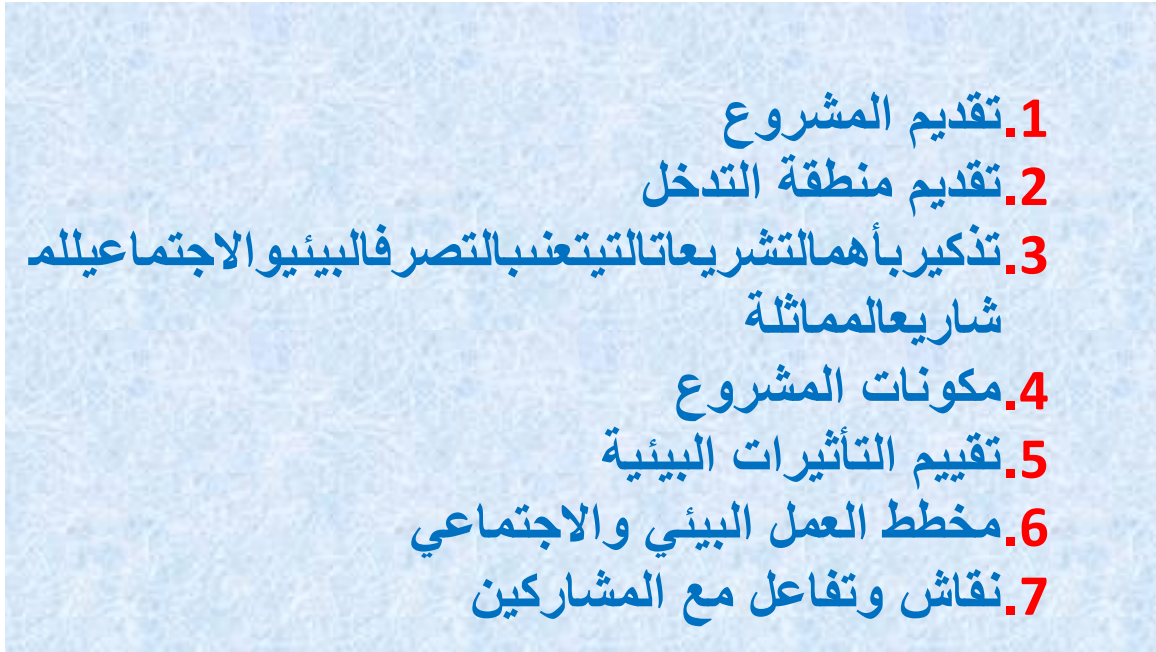 1.تقديم المشروع
2.تقديم منطقة التدخل
3.تذكيربأهمالتشريعاتالتيتعنىبالتصرفالبيئيوالاجتماعيللم
شاريعالمماثلة
4.مكونات المشروع
5.تقييم التأثيرات البيئية
6.مخطط العمل البيئي والاجتماعي
7.نقاش وتفاعل مع المشاركين